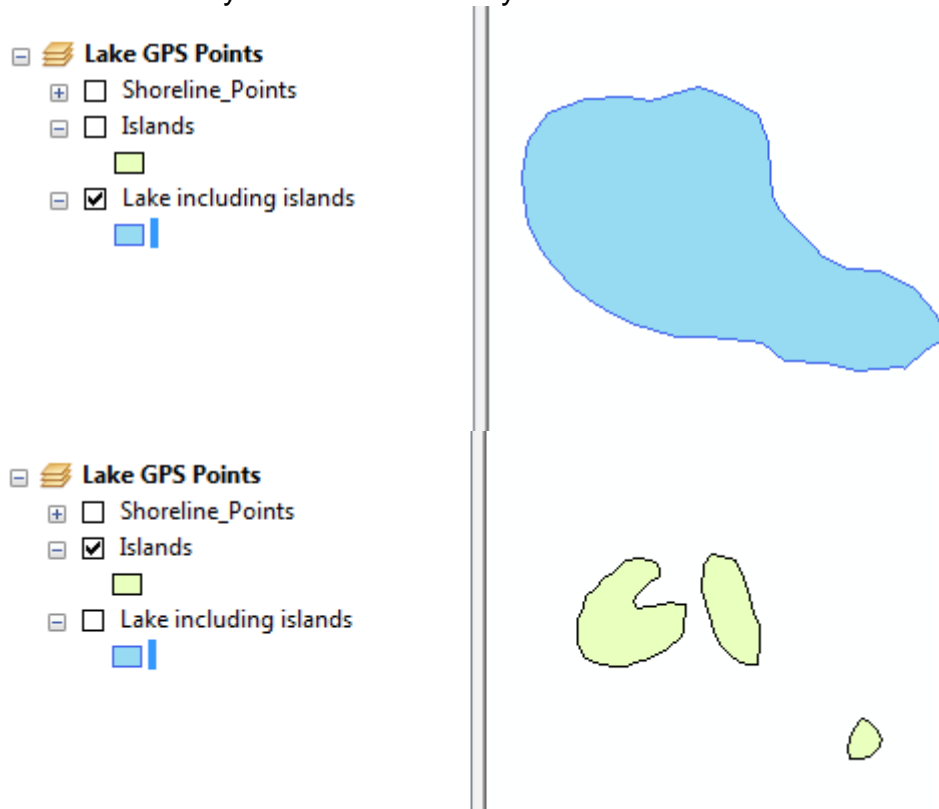 Lake GPS Points
Shoreline_Points
Islands
Lake including islands
Lake GPS Points
Shoreline_Points
Islands
Lake including islands